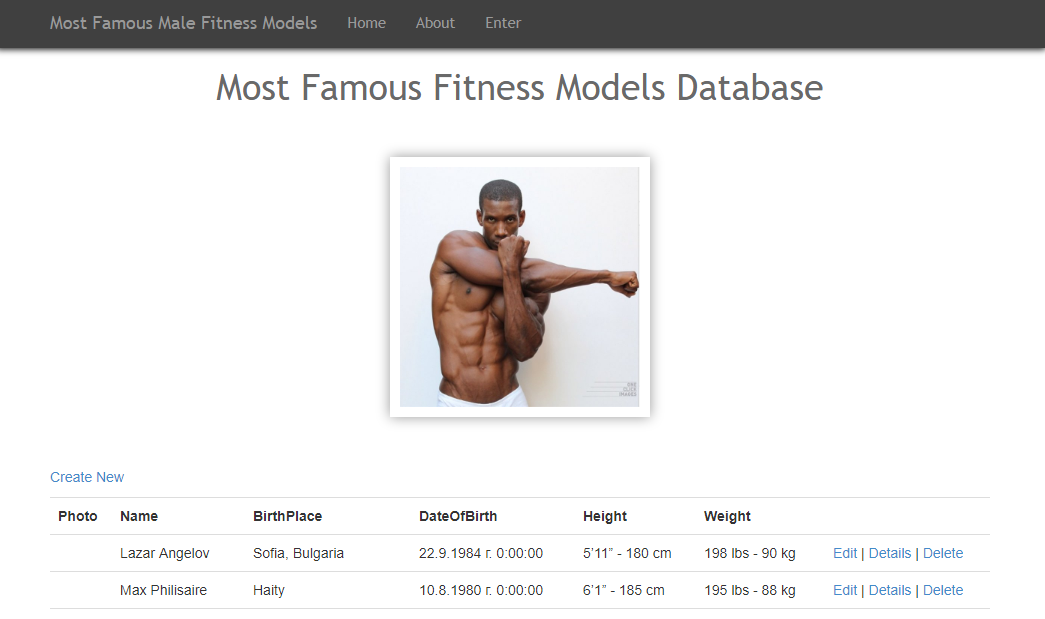 Most Famous Male Fitness Models Home About Enter
Most Famous Fitness Models Database
ONE
CLICK
IMAGES
Create New
Photo Name BirthPlace DateOfBirth Height Weight
Lazar Angelov Sofia, Bulgaria 22.9.1984 г. 0:00:00 5’11” - 180 cm 198 lbs - 90 kg Edit | Details | Delete
Max Philisaire Haity 10.8.1980 г. 0:00:00 6’1” - 185 cm 195 lbs - 88 kg Edit | Details | Delete